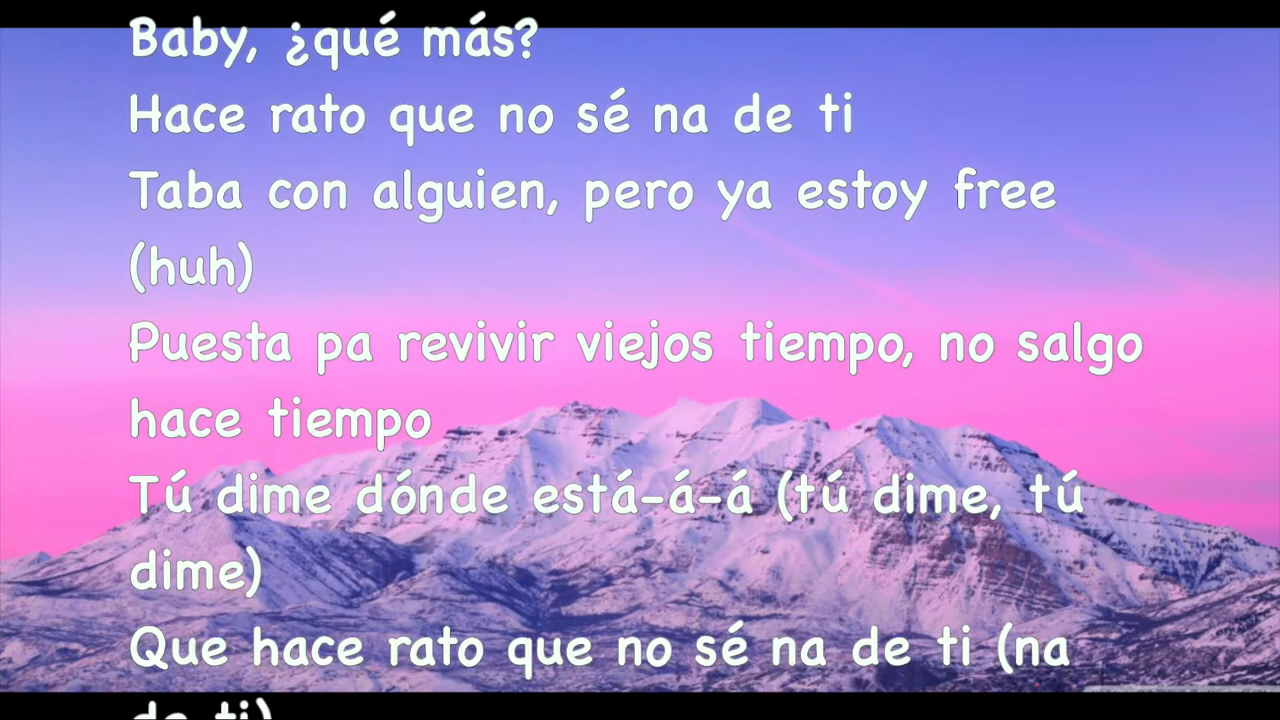 Baby, ¿qué más?
Hace rato que no sé na de ti
Taba con alguien, pero ya estoy free
(huh)
Puesta pa revivir viejos tiempo, no salgo
hace tiempo
Tú dime dónde está-á-á (tú dime, tú
dime)
Que hace rato que no sé na de ti (na
de ti)